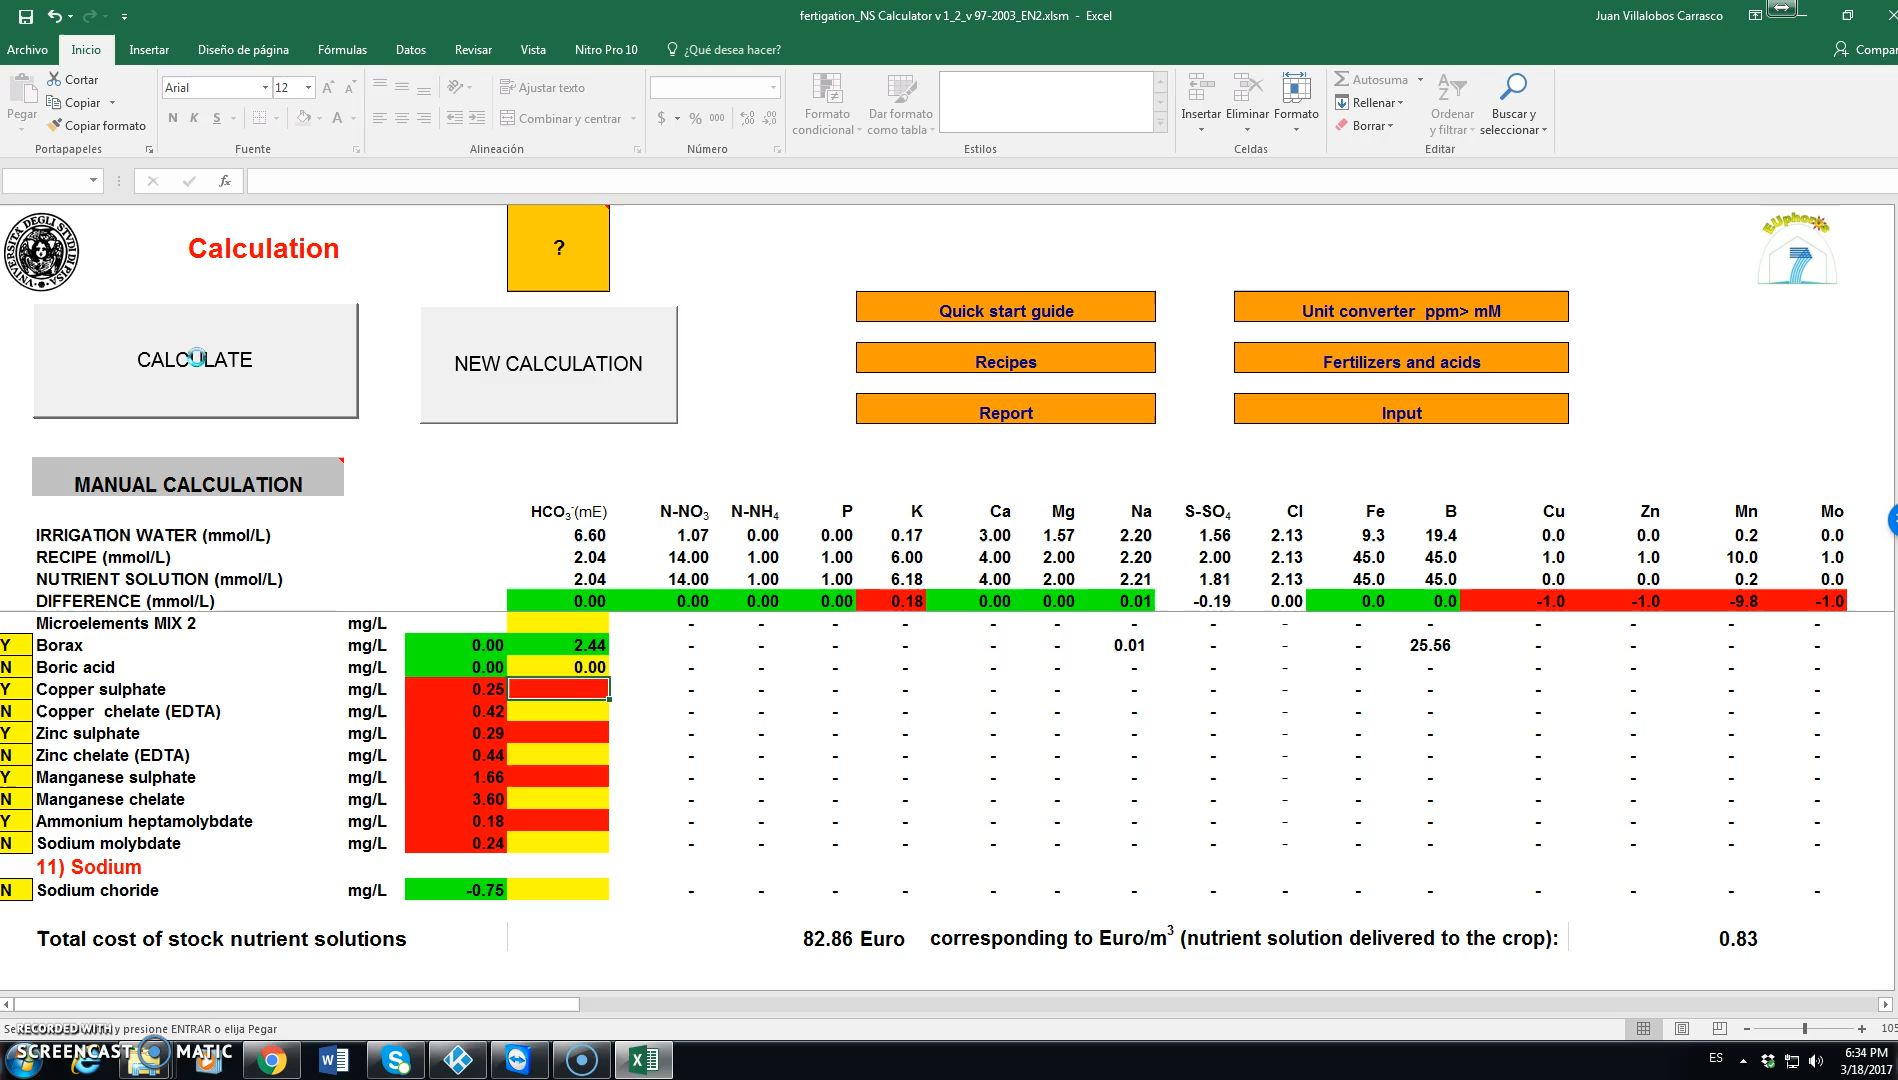 fertigation_NS Calculator v 1_2_v 97-2003_EN2.xlsm - Excel
Juan Villalobos Carrasco
Archivo Inicio Insertar Diseño de página Fórmulas Datos Revisar Vista Nitro Pro 10 ¿Qué desea hacer? Compar
Pegar
Cortar
Copiar
Copiar formato
Portapapeles
Arial 12
N K S
Fuente
Ajustar texto
Combinar y centrar
Alineación
$ % 000
Número
Formato condicional
Dar formato como tabla
Estilos
Insertar Eliminar Formato
Celdas
Autosuma
Rellenar
Borrar
Ordenar y filtrar
Buscar y seleccionar
Editar
fx
UNIVERSITÀ DEGLI STUDI DI PISA
Calculation
?
EUphoros
7
CALCULATE
NEW CALCULATION
Quick start guide
Unit converter ppm> mM
Recipes
Fertilizers and acids
Report
Input
MANUAL CALCULATION
HCO3-(mE) N-NO3 N-NH4 P K Ca Mg Na S-SO4 Cl Fe B Cu Zn Mn Mo
IRRIGATION WATER (mmol/L) 6.60 1.07 0.00 0.00 0.17 3.00 1.57 2.20 1.56 2.13 9.3 19.4 0.0 0.0 0.2 0.0
RECIPE (mmol/L) 2.04 14.00 1.00 1.00 6.00 4.00 2.00 2.20 2.00 2.13 45.0 45.0 1.0 1.0 10.0 1.0
NUTRIENT SOLUTION (mmol/L) 2.04 14.00 1.00 1.00 6.18 4.00 2.00 2.21 1.81 2.13 45.0 45.0 0.0 0.0 0.2 0.0
DIFFERENCE (mmol/L) 0.00 0.00 0.00 0.00 0.18 0.00 0.00 0.01 -0.19 0.00 0.0 0.0 -1.0 -1.0 -9.8 -1.0
Microelements MIX 2 mg/L - - - - - - - - - - - - - - -
Y Borax mg/L 0.00 2.44 - - - - - - 0.01 - - - 25.56 - - - -
N Boric acid mg/L 0.00 0.00 - - - - - - - - - - - - - - -
Y Copper sulphate mg/L 0.25 - - - - - - - - - - - - - - -
N Copper chelate (EDTA) mg/L 0.42 - - - - - - - - - - - - - - -
Y Zinc sulphate mg/L 0.29 - - - - - - - - - - - - - - -
N Zinc chelate (EDTA) mg/L 0.44 - - - - - - - - - - - - - - -
Y Manganese sulphate mg/L 1.66 - - - - - - - - - - - - - - -
N Manganese chelate mg/L 3.60 - - - - - - - - - - - - - - -
Y Ammonium heptamolybdate mg/L 0.18 - - - - - - - - - - - - - - -
N Sodium molybdate mg/L 0.24 - - - - - - - - - - - - - - -
11) Sodium
N Sodium choride mg/L -0.75 - - - - - - - - - - - - - - -
Total cost of stock nutrient solutions 82.86 Euro corresponding to Euro/m3 (nutrient solution delivered to the crop): 0.83
Se y presione ENTRAR o elija Pegar
105
RECORDED WITH
SCREENCAST MATIC
ES
6:34 PM
3/18/2017